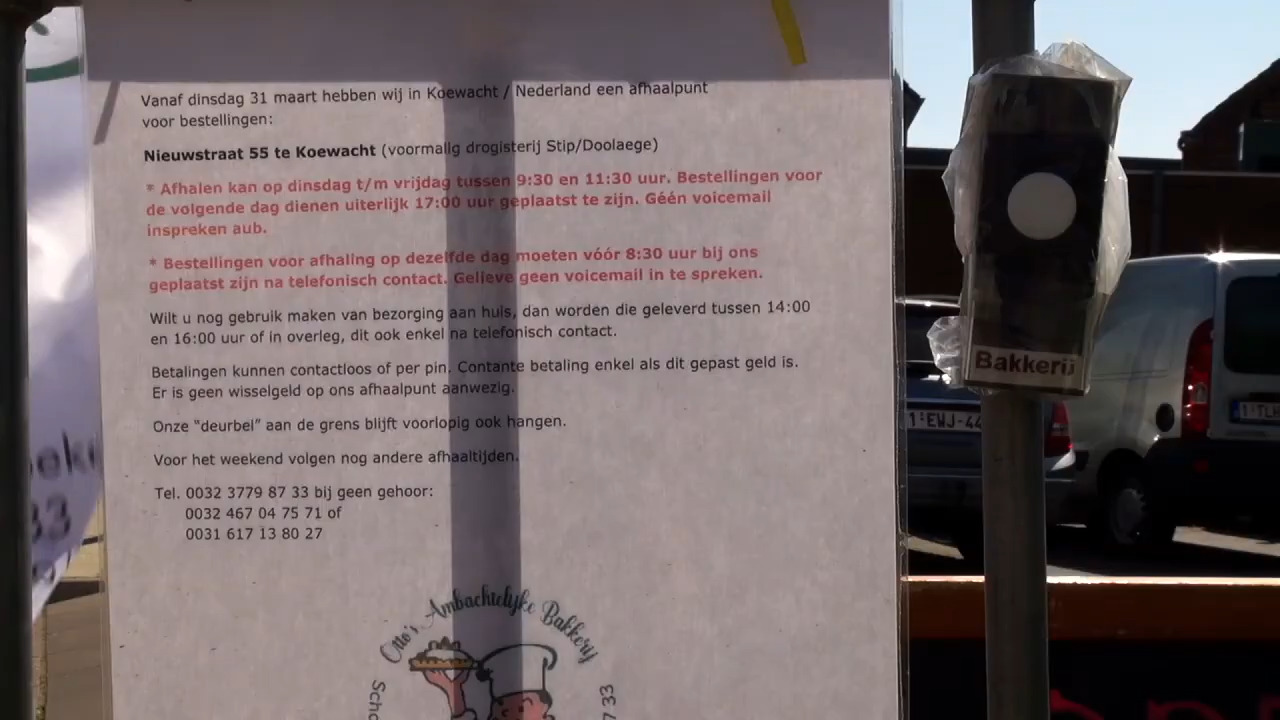 Vanaf dinsdag 31 maart hebben wij in Koewacht / Nederland een afhaalpunt
voor bestellingen:
Nieuwstraat 55 te Koewacht (voormalig drogisterij Stip/Doolaege)
* Afhalen kan op dinsdag t/m vrijdag tussen 9:30 en 11:30 uur. Bestellingen voor
de volgende dag dienen uiterlijk 17:00 uur geplaatst te zijn. Géén voicemail
inspreken aub.
* Bestellingen voor afhaling op dezelfde dag moeten vóór 8:30 uur bij ons
geplaatst zijn na telefonisch contact. Gelieve geen voicemail in te spreken.
Wilt u nog gebruik maken van bezorging aan huis, dan worden die geleverd tussen 14:00
en 16:00 uur of in overleg, dit ook enkel na telefonisch contact.
Betalingen kunnen contactloos of per pin. Contante betaling enkel als dit gepast geld is.
Er is geen wisselgeld op ons afhaalpunt aanwezig.
Onze "deurbel" aan de grens blijft voorlopig ook hangen.
Voor het weekend volgen nog andere afhaaltijden.
Tel. 0032 3779 87 33 bij geen gehoor:
0032 467 04 75 71 of
0031 617 13 80 27
Otto's Ambachtelijke Bakkerij
7 33
Bakkerij
33